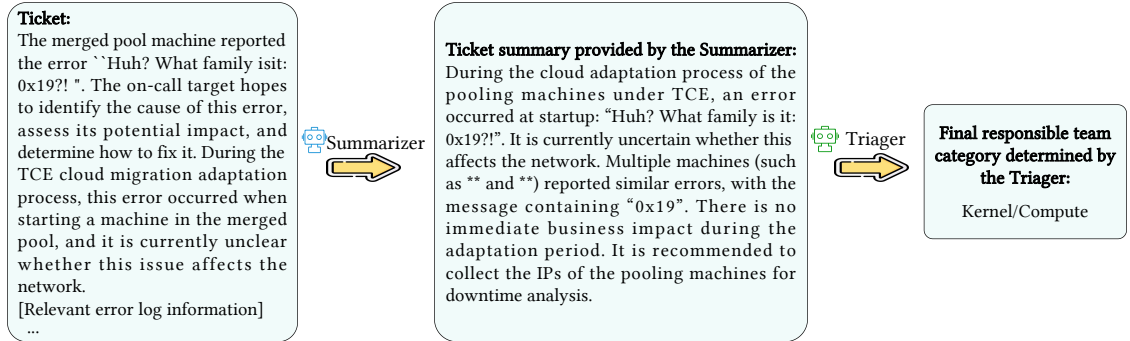 Ticket:
The merged pool machine reported
the error ``Huh? What family isit:
0x19?! ". The on-call target hopes
to identify the cause of this error,
assess its potential impact, and
determine how to fix it. During the
TCE cloud migration adaptation
process, this error occurred when
starting a machine in the merged
pool, and it is currently unclear
whether this issue affects the
network.
[Relevant error log information]
...
Summarizer
Ticket summary provided by the Summarizer:
During the cloud adaptation process of the
pooling machines under TCE, an error
occurred at startup: “Huh? What family is it:
0x19?!”. It is currently uncertain whether this
affects the network. Multiple machines (such
as ** and **) reported similar errors, with the
message containing “0x19”. There is no
immediate business impact during the
adaptation period. It is recommended to
collect the IPs of the pooling machines for
downtime analysis.
Triager
Final responsible team
category determined by
the Triager:
Kernel/Compute